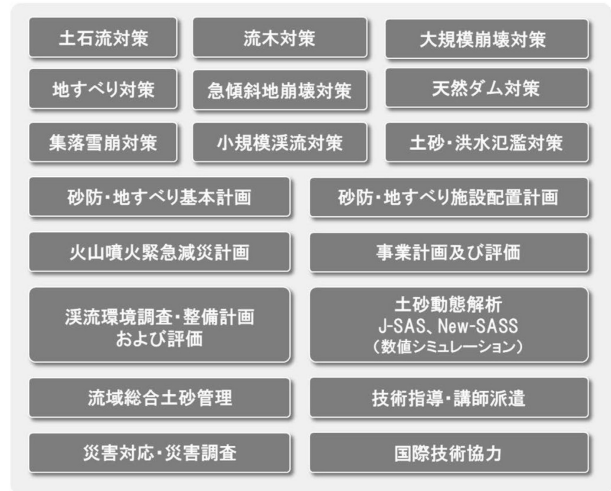 土石流対策
流木対策
大規模崩壊対策
地すべり対策
急傾斜地崩壊対策
天然ダム対策
集落雪崩対策
小規模渓流対策
土砂・洪水氾濫対策
砂防・地すべり基本計画
砂防・地すべり施設配置計画
火山噴火緊急減災計画
事業計画及び評価
渓流環境調査・整備計画
および評価
土砂動態解析
J-SAS、New-SASS
（数値シミュレーション）
流域総合土砂管理
技術指導・講師派遣
災害対応・災害調査
国際技術協力